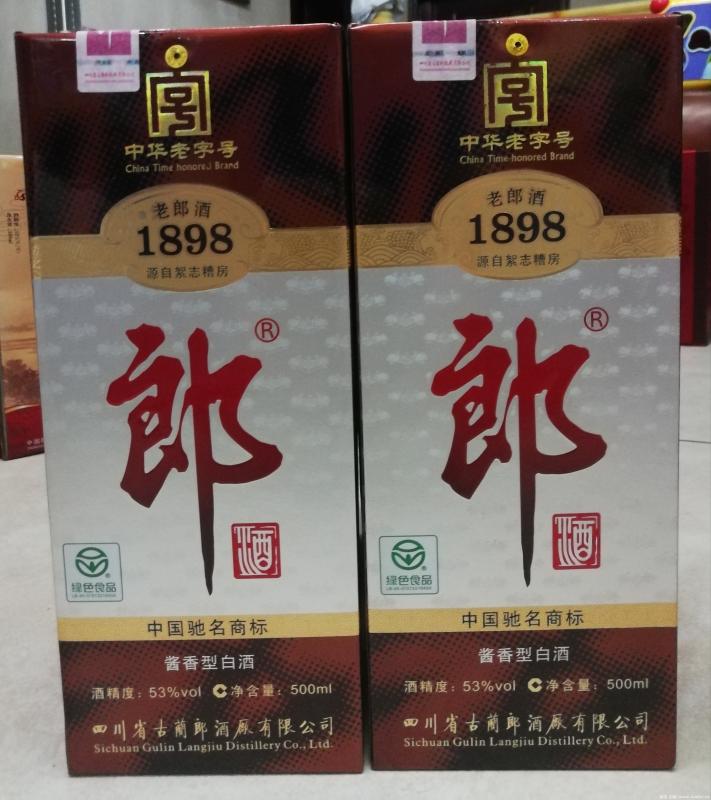 中华老字号
China Time-honored Brand
老郎酒
1898
源自絮志糟房
郎®
酒
绿色食品
中国驰名商标
酱香型白酒
酒精度：53%vol C净含量：500ml
四川省古蔺郎酒厂有限公司
Sichuan Gulin Langjiu Distillery Co., Ltd.
中华老字号
China Time-honored Brand
老郎酒
1898
源自絮志糟房
郎®
酒
绿色食品
中国驰名商标
酱香型白酒
酒精度：53%vol C净含量：500ml
四川省古蘭郎酒厰有限公司
Sichuan Gulin Langjiu Distillery Co., Ltd.